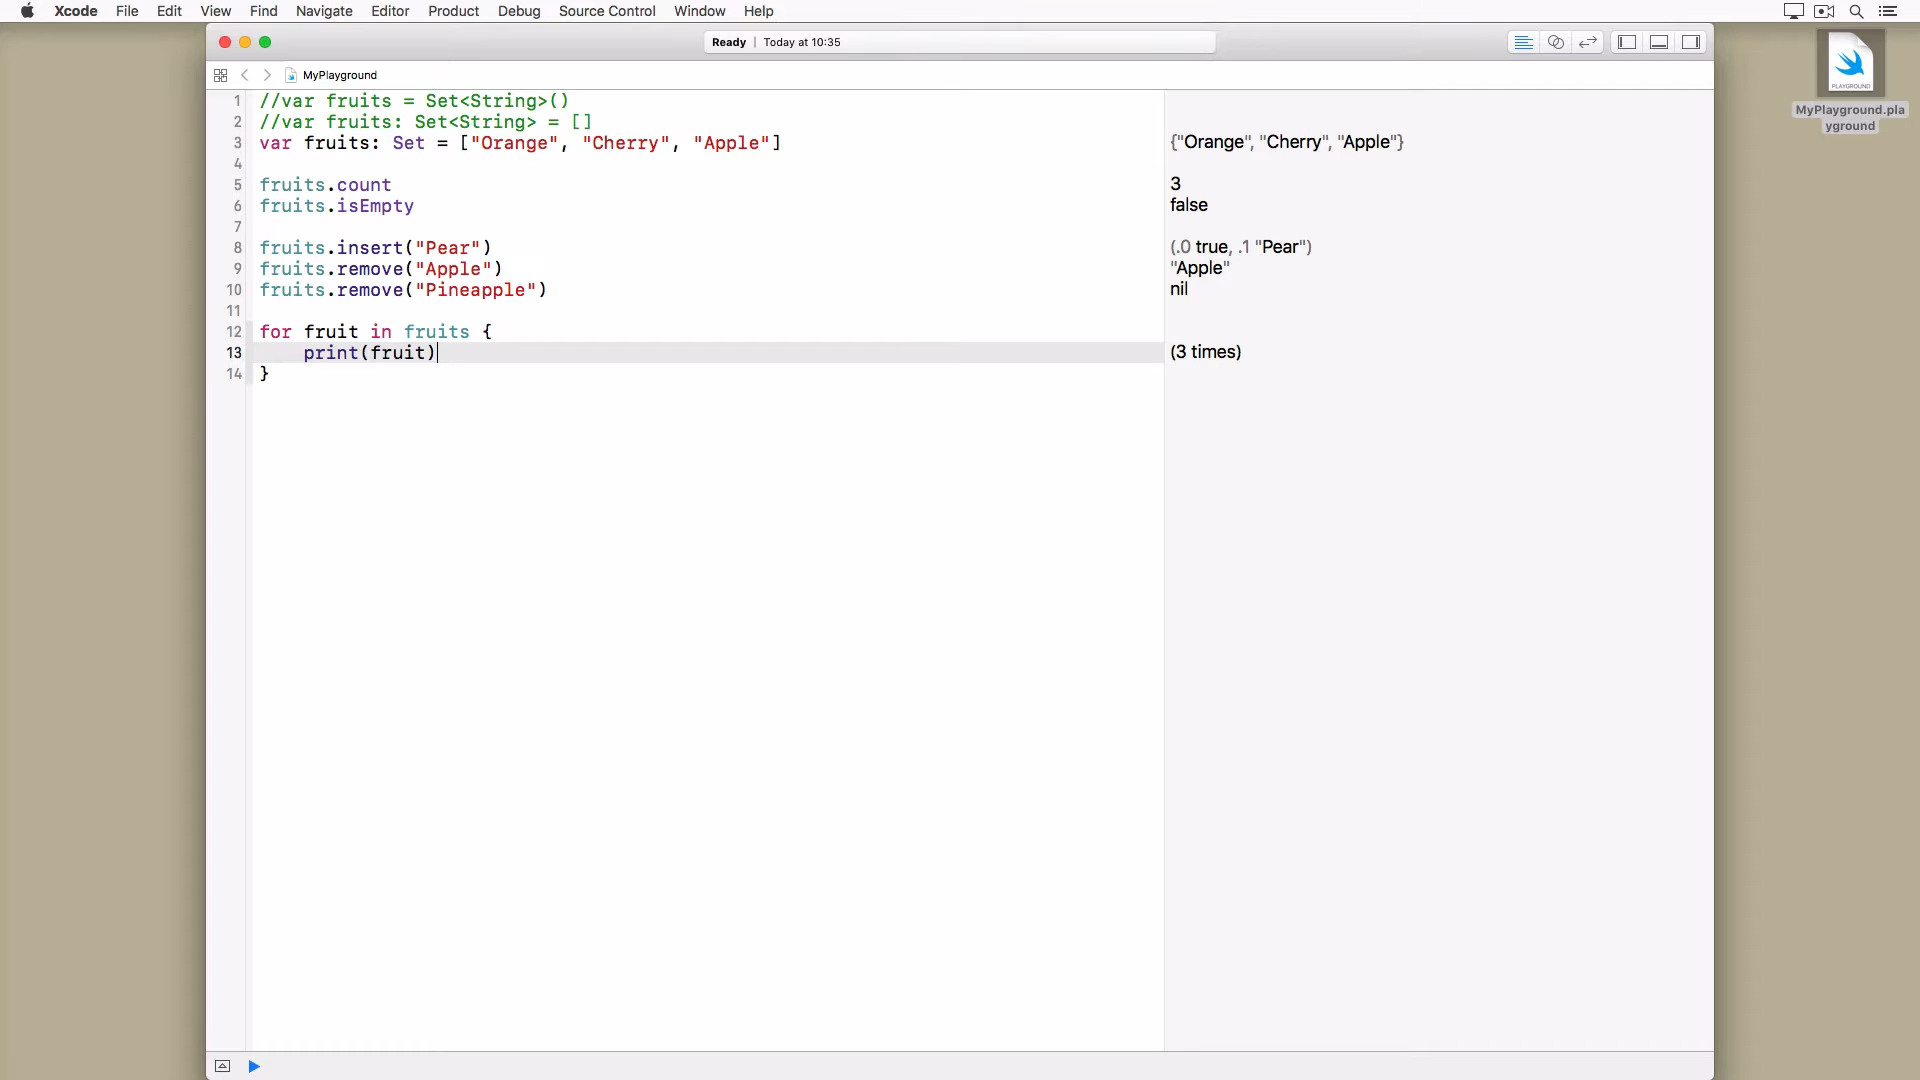 Xcode File Edit View Find Navigate Editor Product Debug Source Control Window Help
Ready | Today at 10:35
MyPlayground
1 //var fruits = Set<String>()
2 //var fruits: Set<String> = []
3 var fruits: Set = ["Orange", "Cherry", "Apple"] {"Orange", "Cherry", "Apple"}
4
5 fruits.count 3
6 fruits.isEmpty false
7
8 fruits.insert("Pear") (.0 true, .1 "Pear")
9 fruits.remove("Apple") "Apple"
10 fruits.remove("Pineapple") nil
11
12 for fruit in fruits {
13 print(fruit) (3 times)
14 }
PLAYGROUND
MyPlayground.pla
yground